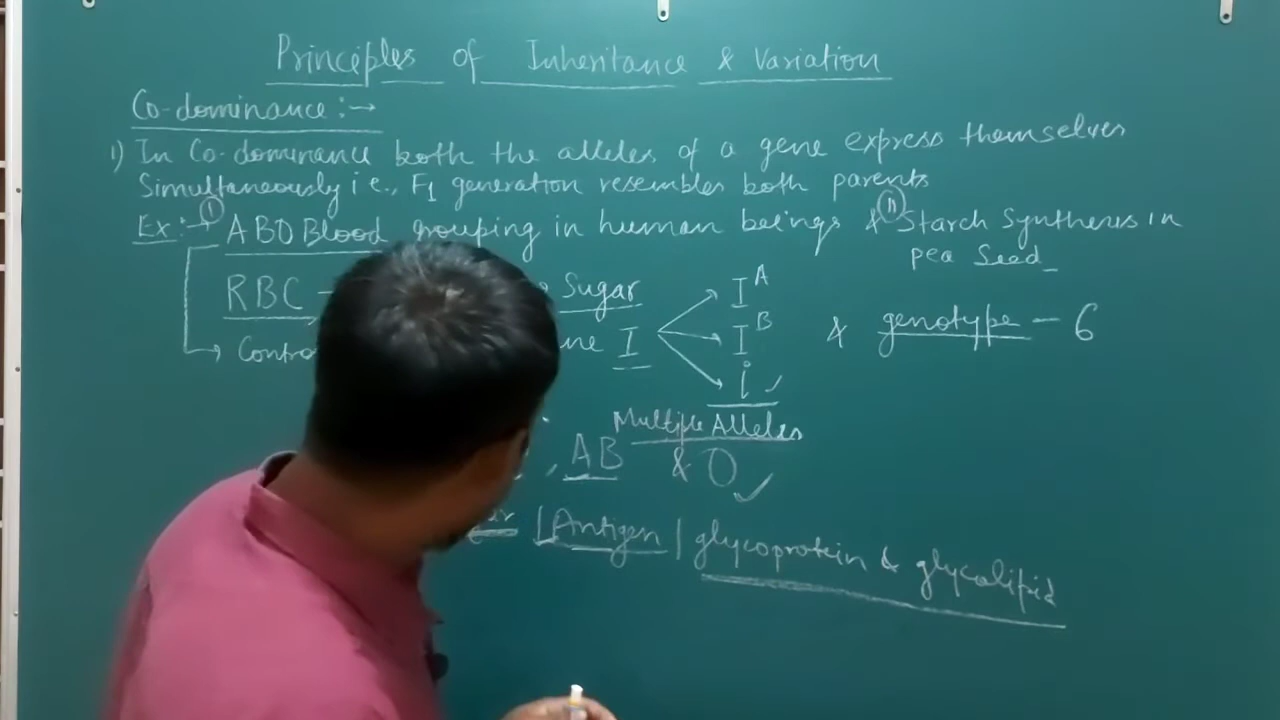 Principles of Inheritance & Variation
Co-dominance :→
1) In Co-dominance both the alleles of a gene express themselves
Simultaneously i e., F1 generation resembles both parents
Ex :→ (I) ABO Blood grouping in human beings & (II) Starch Synthesis in
pea Seed
RBC – Sugar
I^A
Contro ne I
I^B
& genotype – 6
i ✓
Multiple Alleles
, AB & O ✓
| Antigen | glycoprotein & glycolipid